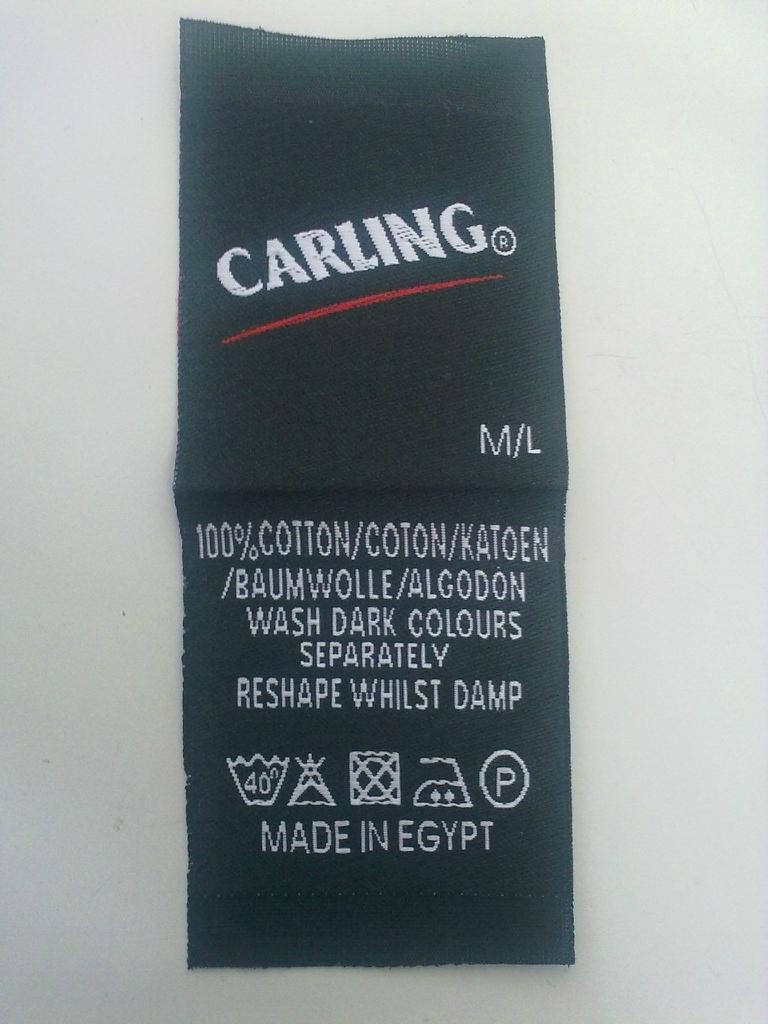 CARLING®
M/L
100%COTTON/COTON/KATOEN
/BAUMWOLLE/ALGODON
WASH DARK COLOURS
SEPARATELY
RESHAPE WHILST DAMP
40° P
MADE IN EGYPT